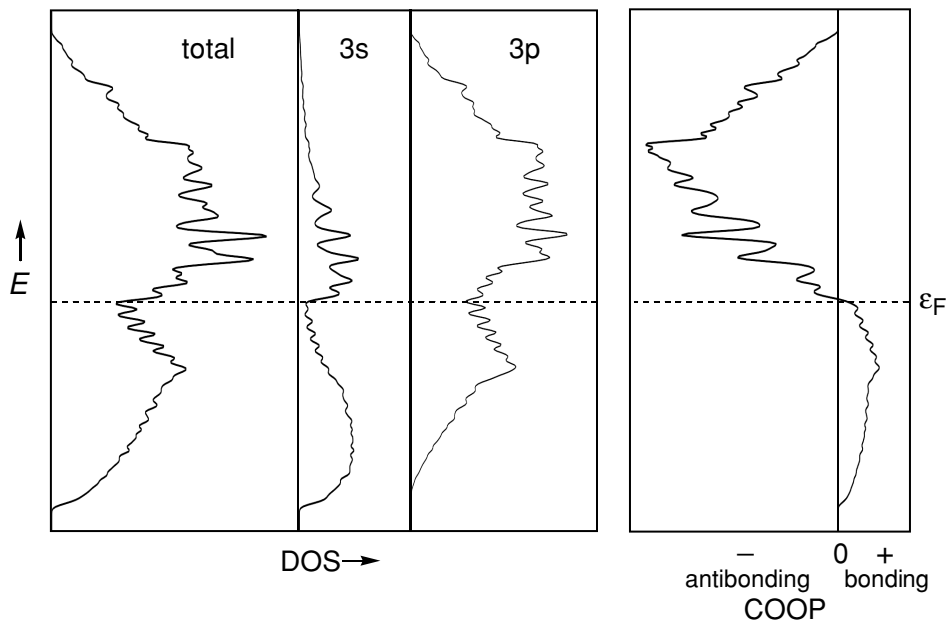 total
3s
3p
E
εF
DOS
− 0 +
antibonding bonding
COOP